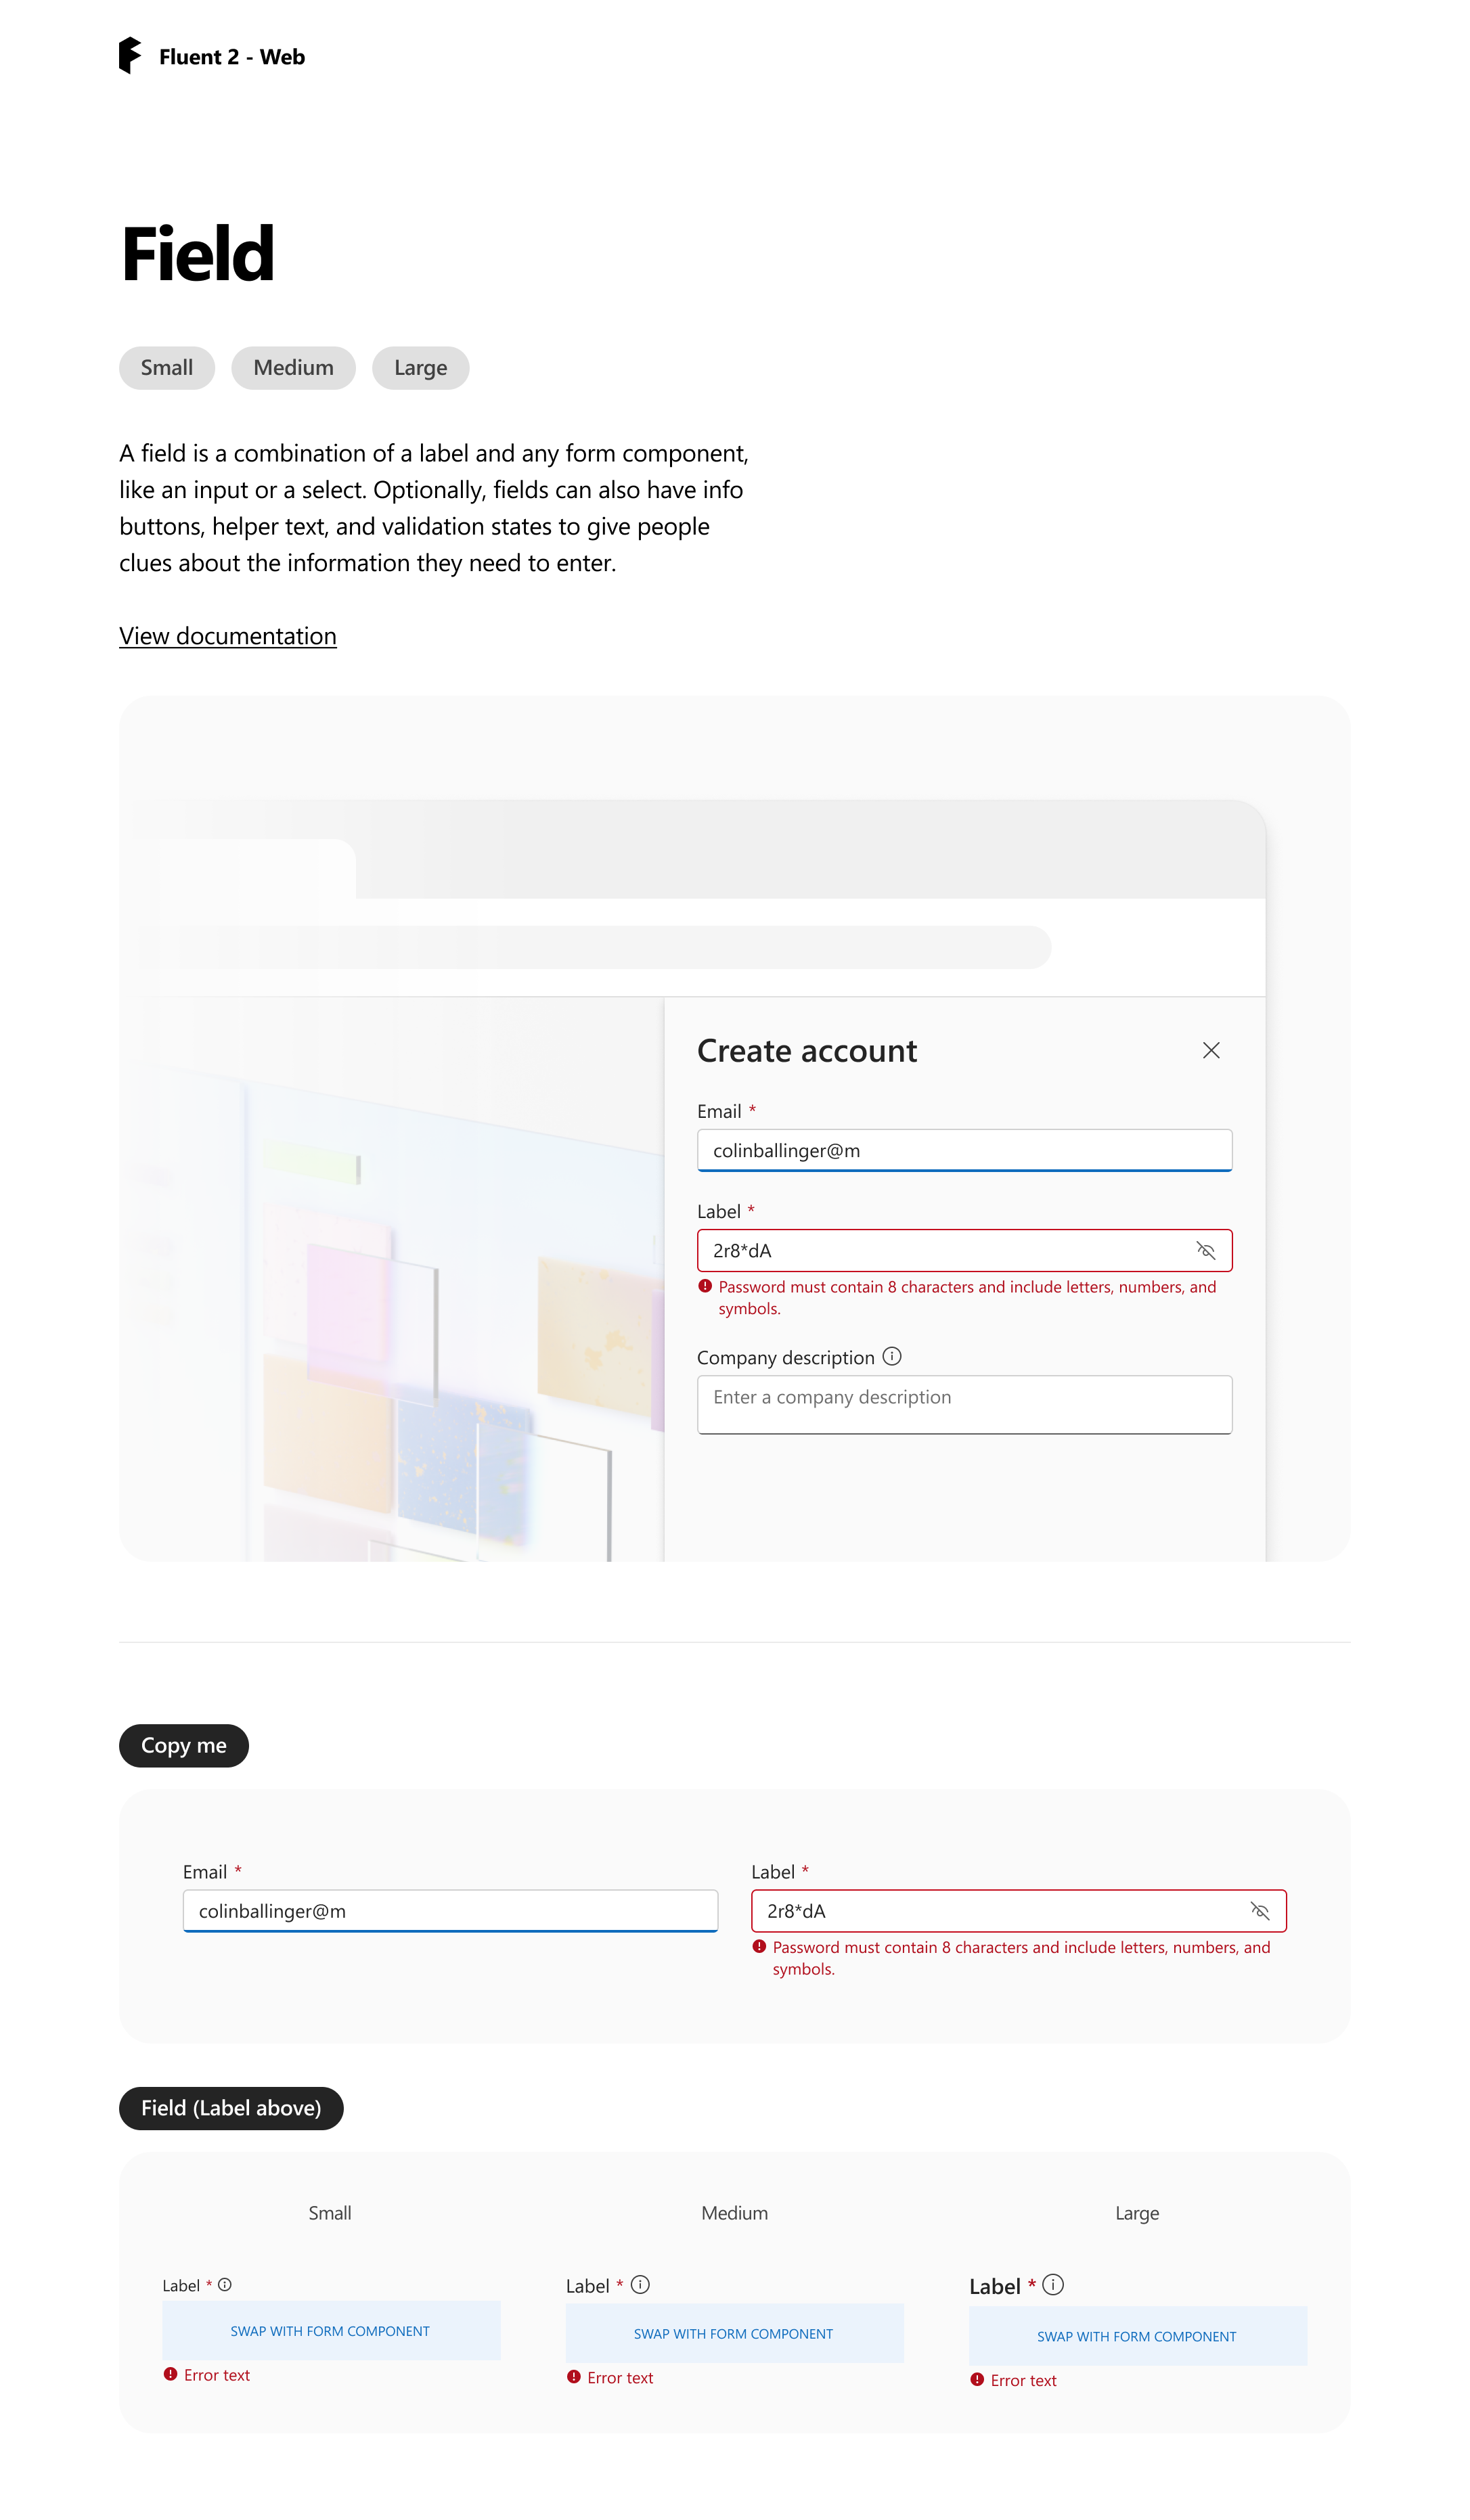 Fluent 2 - Web
Field
Small
Medium
Large
A field is a combination of a label and any form component,
like an input or a select. Optionally, fields can also have info
buttons, helper text, and validation states to give people
clues about the information they need to enter.
View documentation
Create account
Email *
colinballinger@m
Label *
2r8*dA
Password must contain 8 characters and include letters, numbers, and
symbols.
Company description
Enter a company description
Copy me
Email *
colinballinger@m
Label *
2r8*dA
Password must contain 8 characters and include letters, numbers, and
symbols.
Field (Label above)
Small
Label *
SWAP WITH FORM COMPONENT
Error text
Medium
Label *
SWAP WITH FORM COMPONENT
Error text
Large
Label *
SWAP WITH FORM COMPONENT
Error text